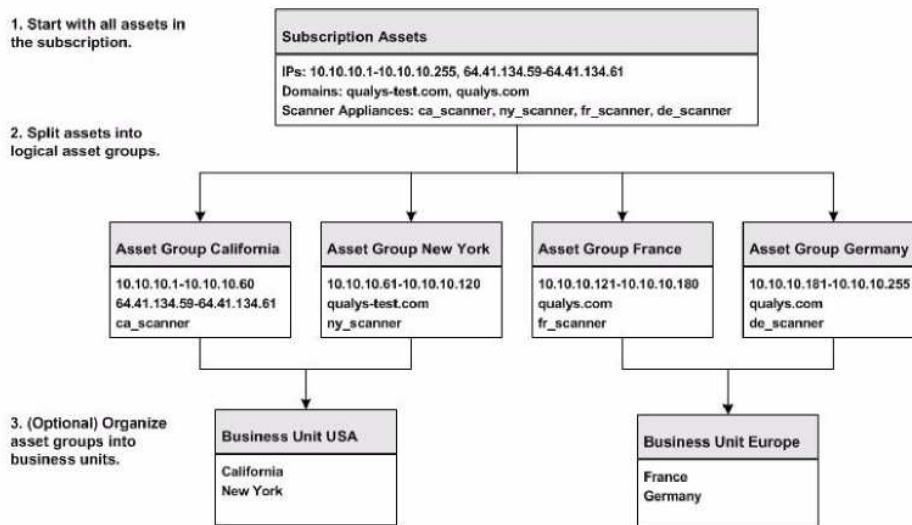 1. Start with all assets in
the subscription.
Subscription Assets
IPs: 10.10.10.1-10.10.10.255, 64.41.134.59-64.41.134.61
Domains: qualys-test.com, qualys.com
Scanner Appliances: ca_scanner, ny_scanner, fr_scanner, de_scanner
2. Split assets into
logical asset groups.
Asset Group California
10.10.10.1-10.10.10.60
64.41.134.59-64.41.134.61
ca_scanner
Asset Group New York
10.10.10.61-10.10.10.120
qualys-test.com
ny_scanner
Asset Group France
10.10.10.121-10.10.10.180
qualys.com
fr_scanner
Asset Group Germany
10.10.10.181-10.10.10.255
qualys.com
de_scanner
3. (Optional) Organize
asset groups into
business units.
Business Unit USA
California
New York
Business Unit Europe
France
Germany